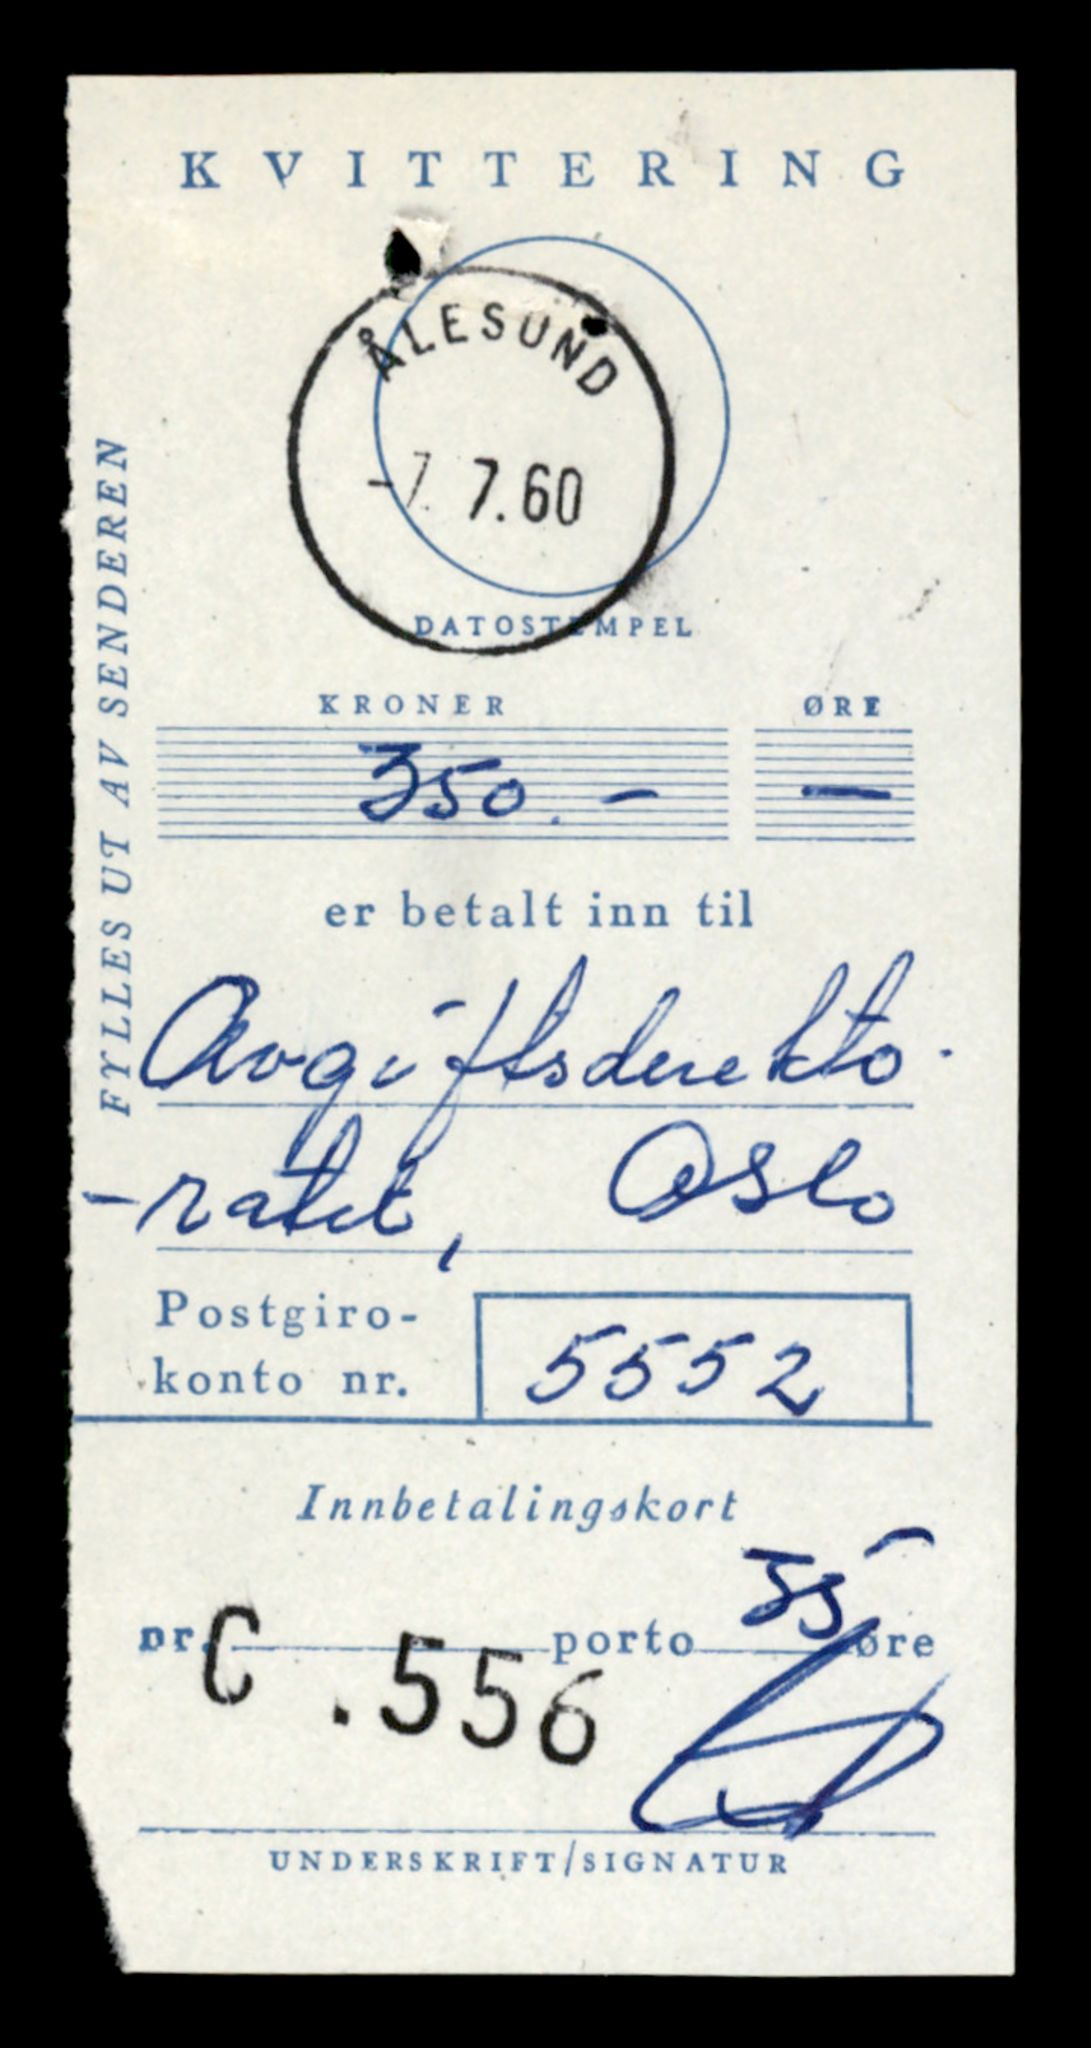 KVITTERING
ÅLESUND
-7. 7.60
DATOSTEMPEL
FYLLES UT AV SENDEREN
KRONER ØRE
350.- —
er betalt inn til
Avgiftsdirekto-
-ratet, Oslo
Postgiro-
konto nr. 5552
Innbetalingskort
nr. C .556 porto 35 øre
UNDERSKRIFT/SIGNATUR